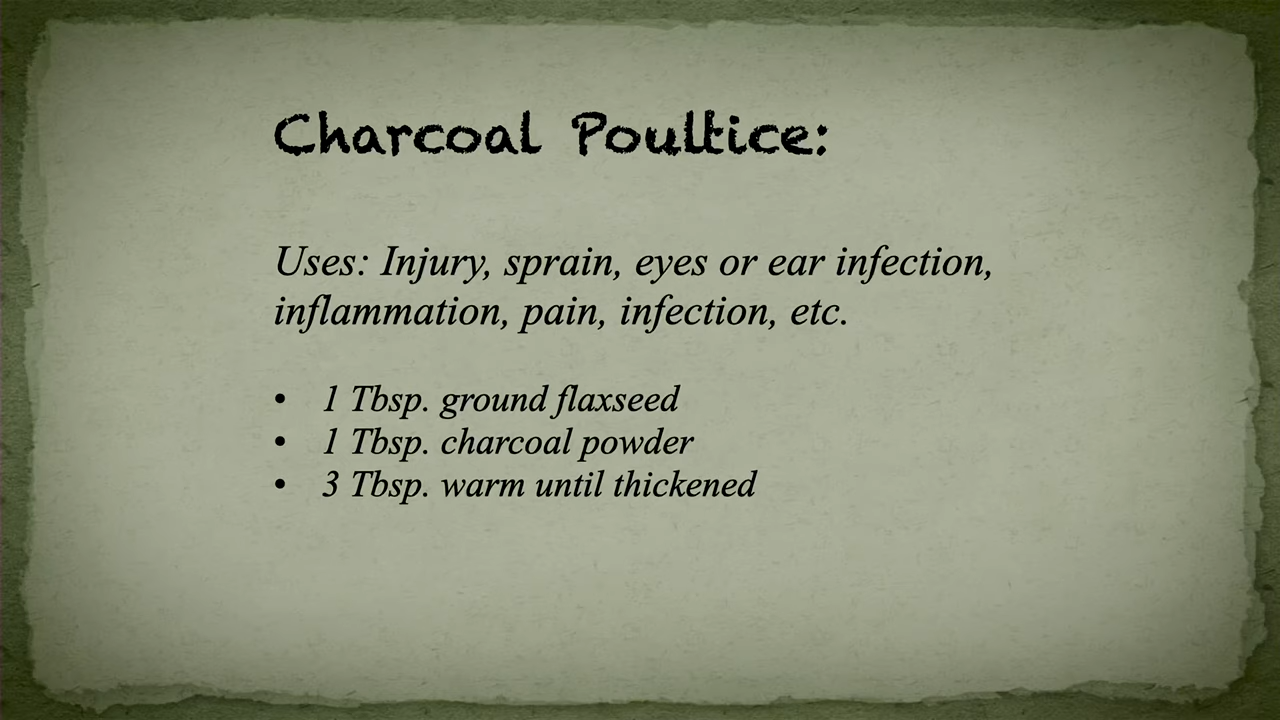 Charcoal Poultice:
Uses: Injury, sprain, eyes or ear infection,
inflammation, pain, infection, etc.
• 1 Tbsp. ground flaxseed
• 1 Tbsp. charcoal powder
• 3 Tbsp. warm until thickened